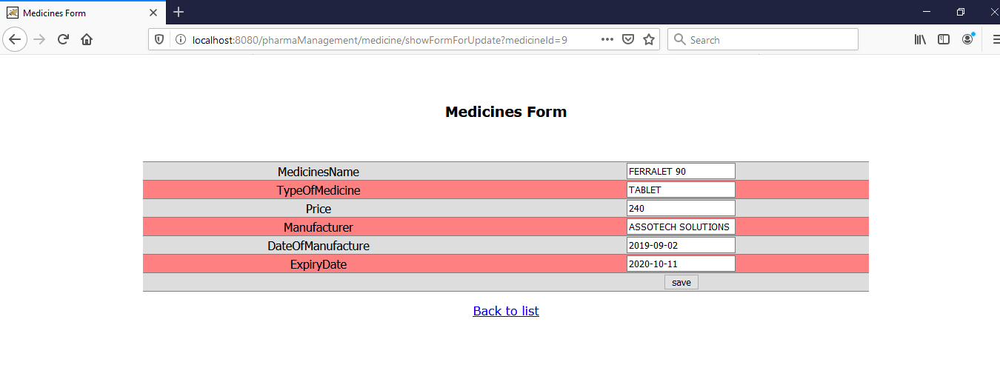 Medicines Form
localhost:8080/pharmaManagement/medicine/showFormForUpdate?medicineId=9
Search
Medicines Form
MedicinesName FERRALET 90
TypeOfMedicine TABLET
Price 240
Manufacturer ASSOTECH SOLUTIONS
DateOfManufacture 2019-09-02
ExpiryDate 2020-10-11
save
Back to list